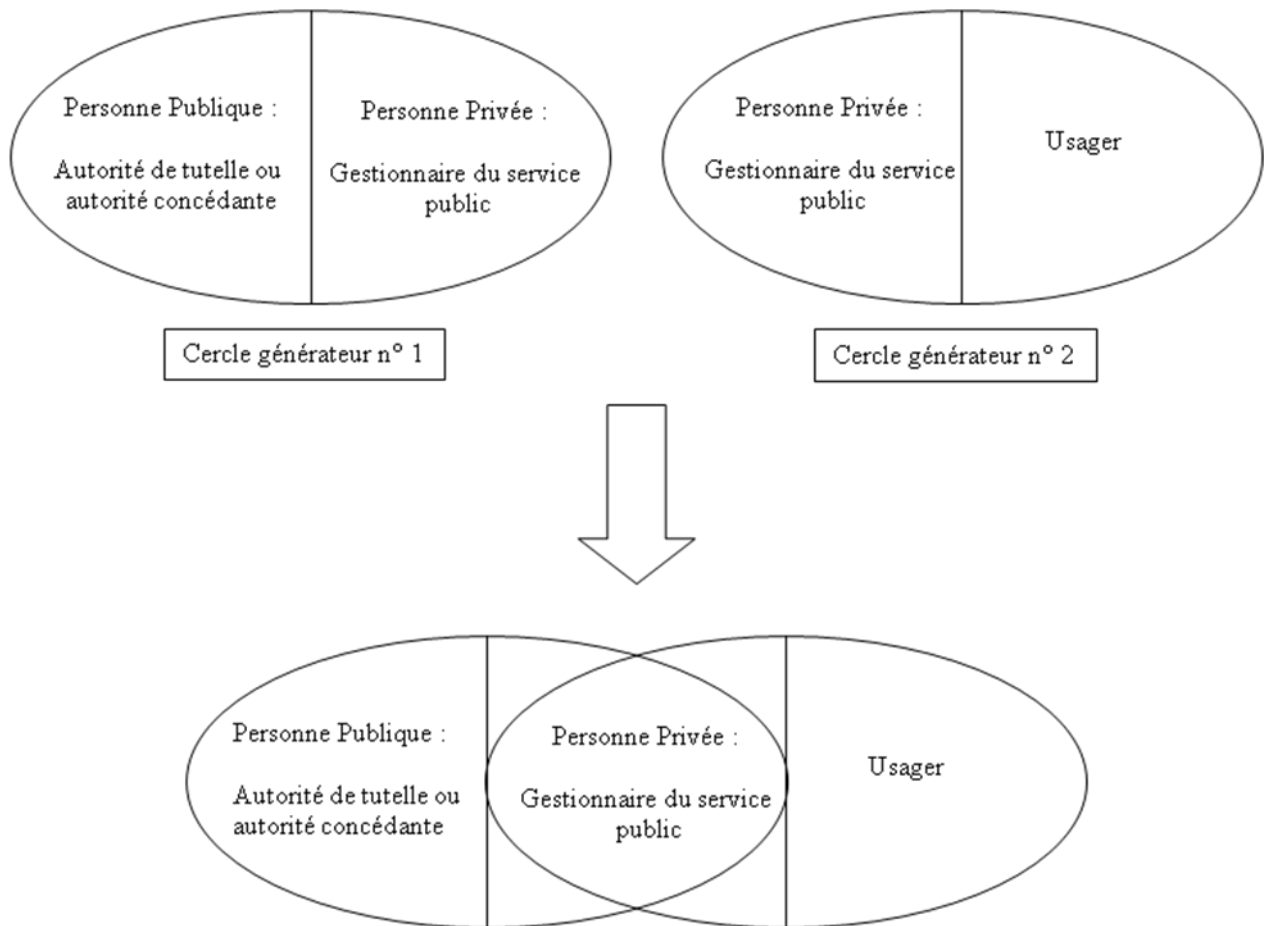 Personne Publique :
Autorité de tutelle ou
autorité concédante
Personne Privée :
Gestionnaire du service
public
Cercle générateur n° 1
Personne Privée :
Gestionnaire du service
public
Usager
Cercle générateur n° 2
Personne Publique :
Autorité de tutelle ou
autorité concédante
Personne Privée :
Gestionnaire du service
public
Usager